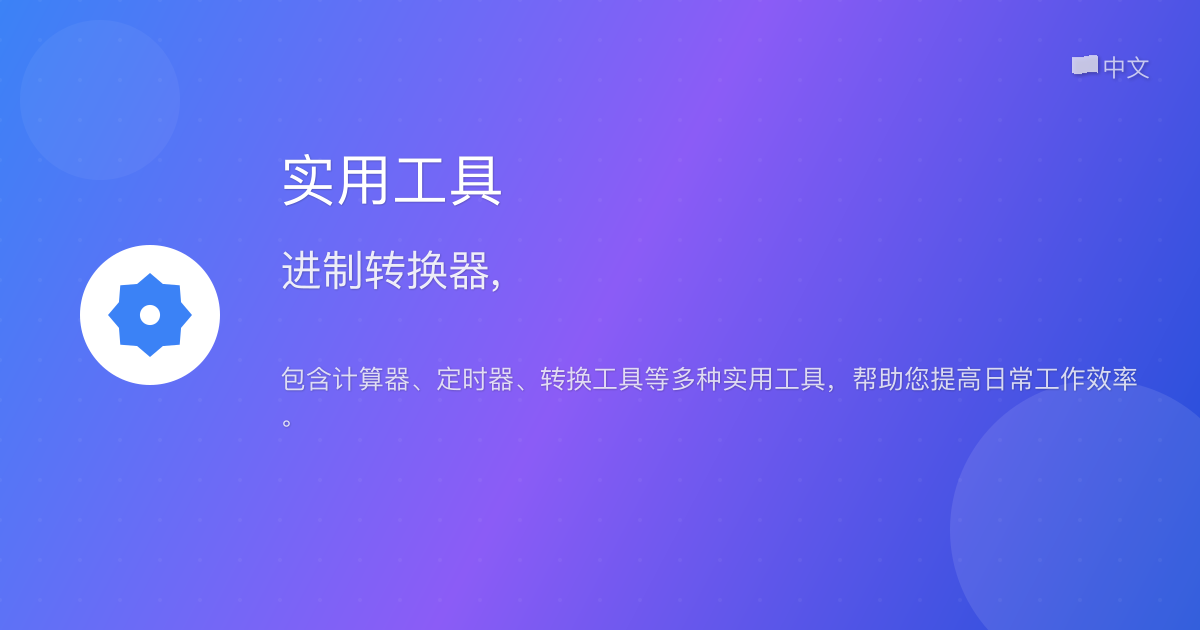 中文
实用工具
进制转换器,
包含计算器、定时器、转换工具等多种实用工具，帮助您提高日常工作效率
。